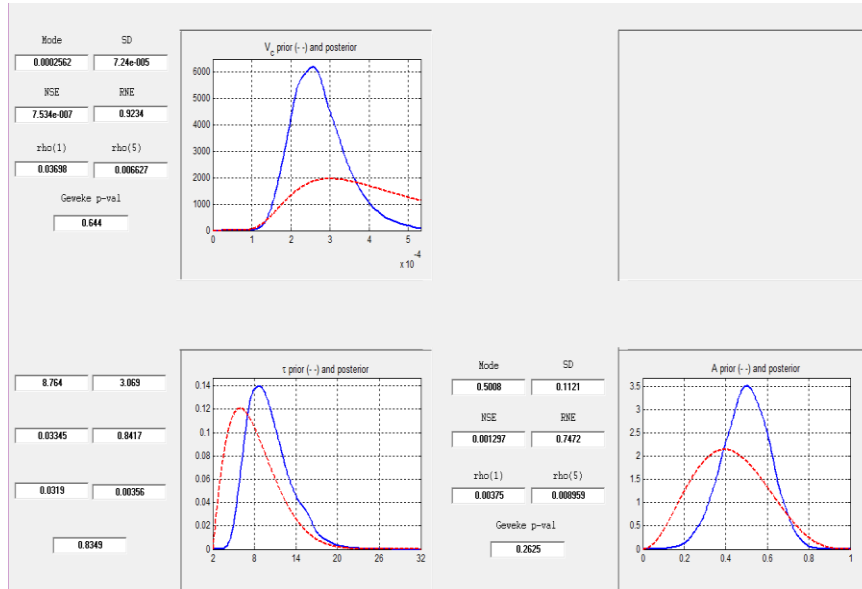 Mode SD
0.0002562 7.24e-005
NSE RNE
7.534e-007 0.9234
rho(1) rho(5)
0.03698 0.006627
Geweke p-val
0.644
V_c prior (- -) and posterior
6000
5000
4000
3000
2000
1000
0
0 1 2 3 4 5
x 10^-4
8.764 3.069
0.03345 0.8417
0.0319 0.00356
0.8349
τ prior (- -) and posterior
0.14
0.12
0.1
0.08
0.06
0.04
0.02
0
2 8 14 20 26 32
Mode SD
0.5008 0.1121
NSE RNE
0.001297 0.7472
rho(1) rho(5)
0.00375 0.008959
Geweke p-val
0.2625
A prior (- -) and posterior
3.5
3
2.5
2
1.5
1
0.5
0
0 0.2 0.4 0.6 0.8 1